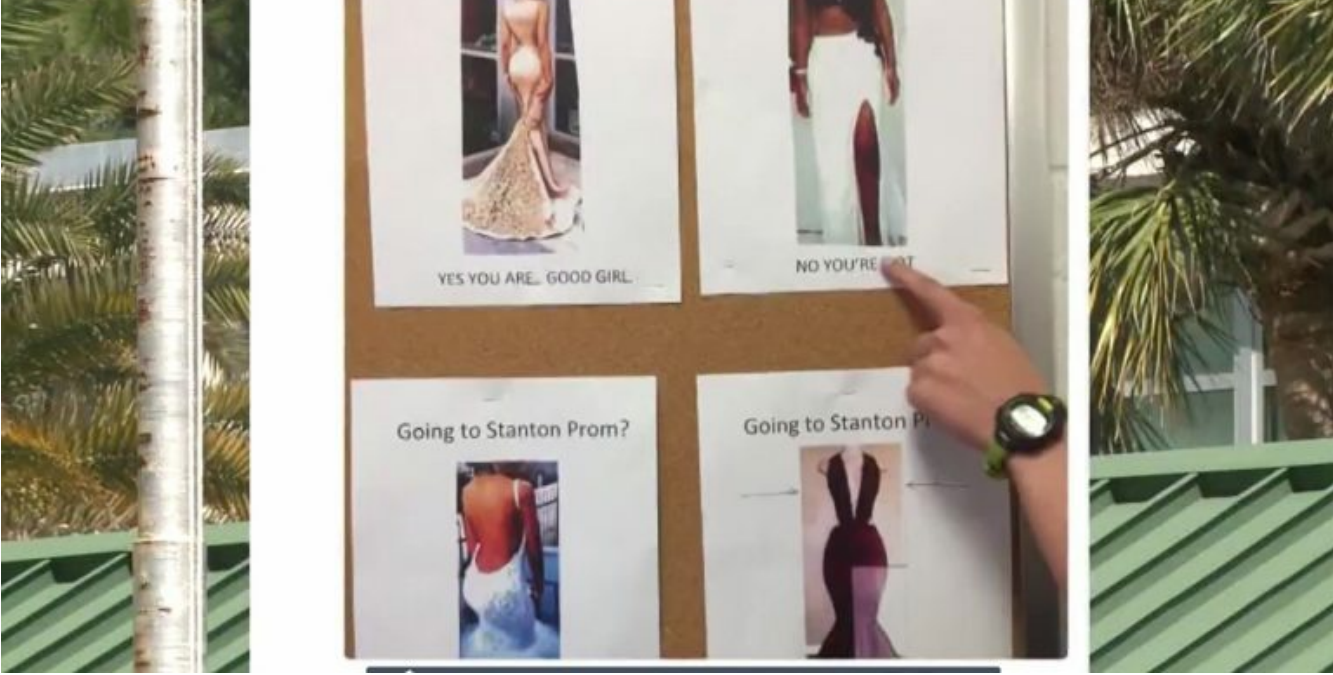 YES YOU ARE. GOOD GIRL.
NO YOU'RE
Going to Stanton Prom?
Going to Stanton